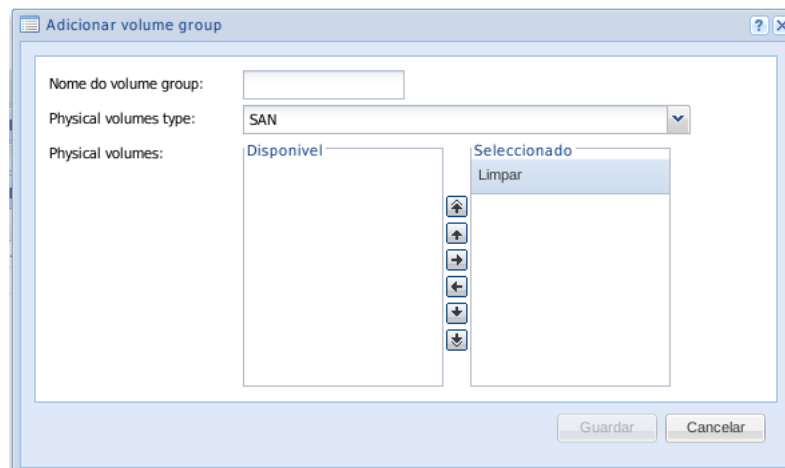 Adicionar volume group
Nome do volume group:
Physical volumes type: SAN
Physical volumes: Disponivel Seleccionado
Limpar
Guardar Cancelar